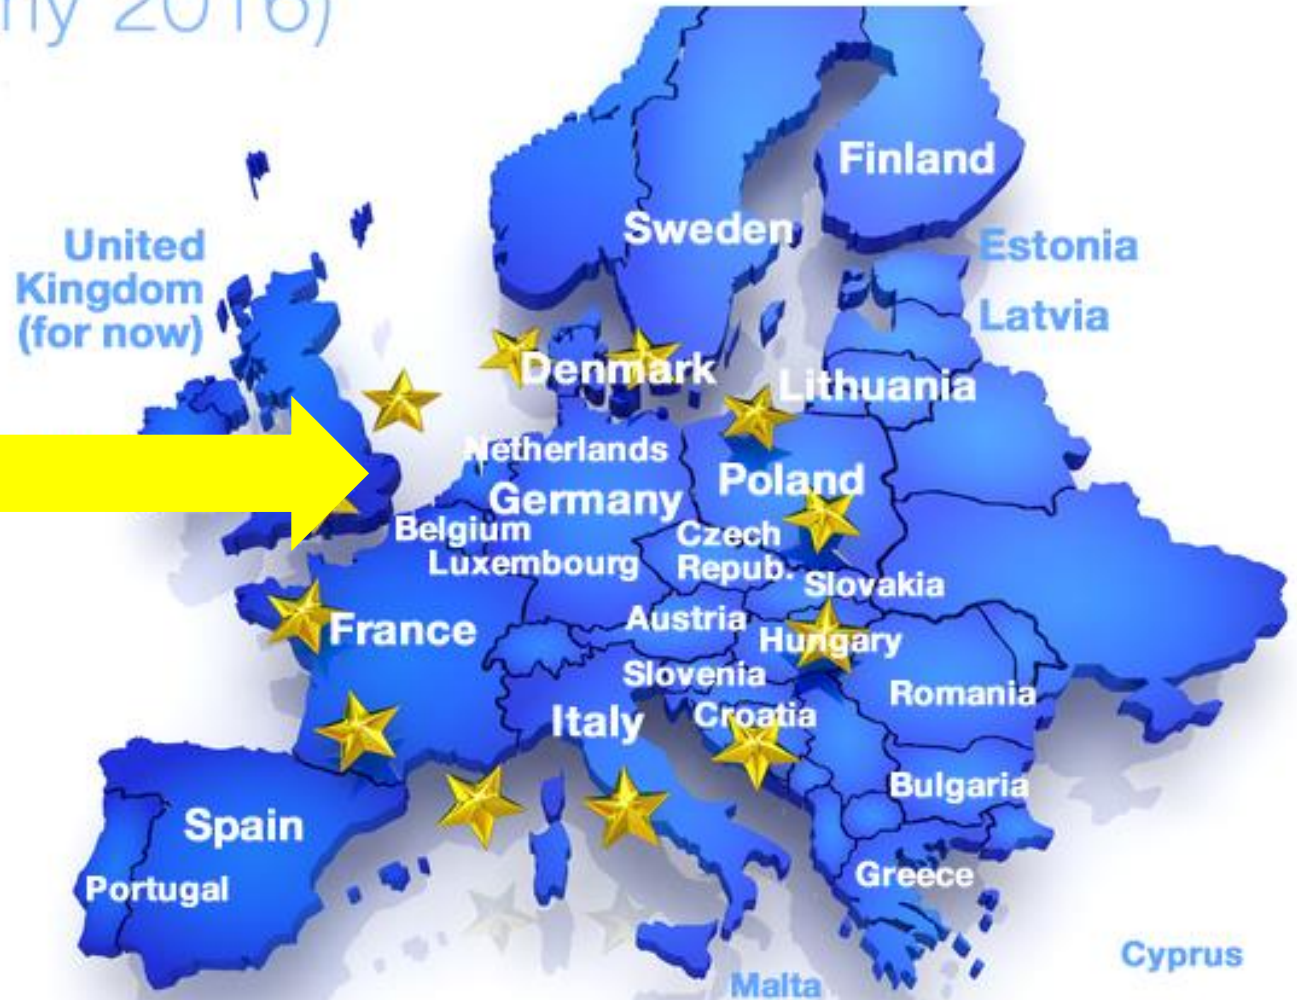 2016)
Finland
Sweden
United
Kingdom
(for now)
Estonia
Latvia
Denmark
Lithuania
Netherlands
Poland
Germany
Belgium
Czech
Repub.
Luxembourg
Slovakia
Austria
France
Hungary
Slovenia
Romania
Italy
Croatia
Bulgaria
Spain
Greece
Portugal
Cyprus
Malta